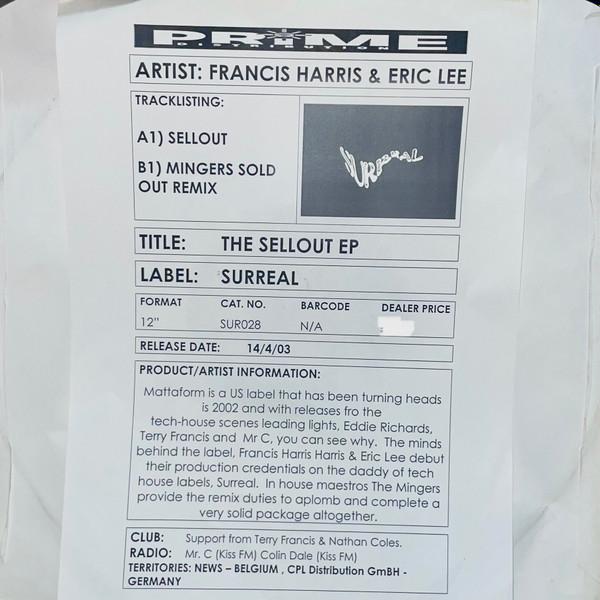 PRIME
DISTRIBUTION
ARTIST: FRANCIS HARRIS & ERIC LEE
TRACKLISTING:
A1) SELLOUT
B1) MINGERS SOLD
OUT REMIX
SURREAL
TITLE: THE SELLOUT EP
LABEL: SURREAL
FORMAT CAT. NO. BARCODE DEALER PRICE
12" SUR028 N/A
RELEASE DATE: 14/4/03
PRODUCT/ARTIST INFORMATION:
Mattaform is a US label that has been turning heads
is 2002 and with releases fro the
tech-house scenes leading lights, Eddie Richards,
Terry Francis and Mr C, you can see why. The minds
behind the label, Francis Harris Harris & Eric Lee debut
their production credentials on the daddy of tech
house labels, Surreal. In house maestros The Mingers
provide the remix duties to aplomb and complete a
very solid package altogether.
CLUB: Support from Terry Francis & Nathan Coles.
RADIO: Mr. C (Kiss FM) Colin Dale (Kiss FM)
TERRITORIES: NEWS – BELGIUM , CPL Distribution GmBH -
GERMANY